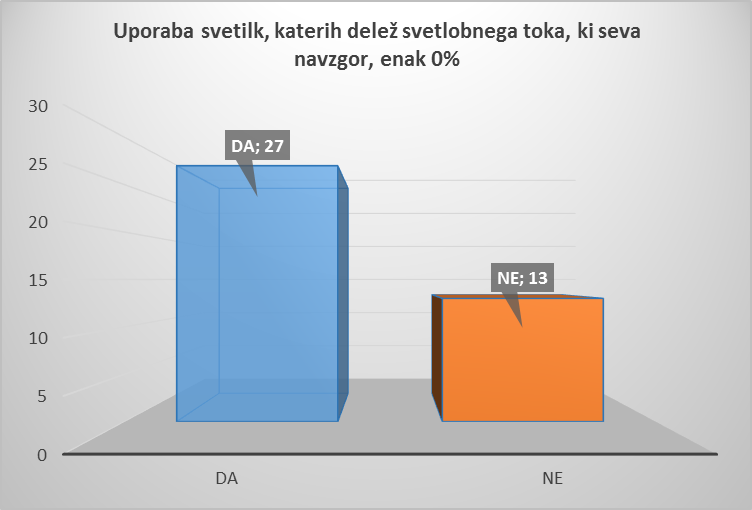 Uporaba svetilk, katerih delež svetlobnega toka, ki seva
navzgor, enak 0%
30
25
20
15
10
5
0
DA; 27
NE; 13
DA
NE